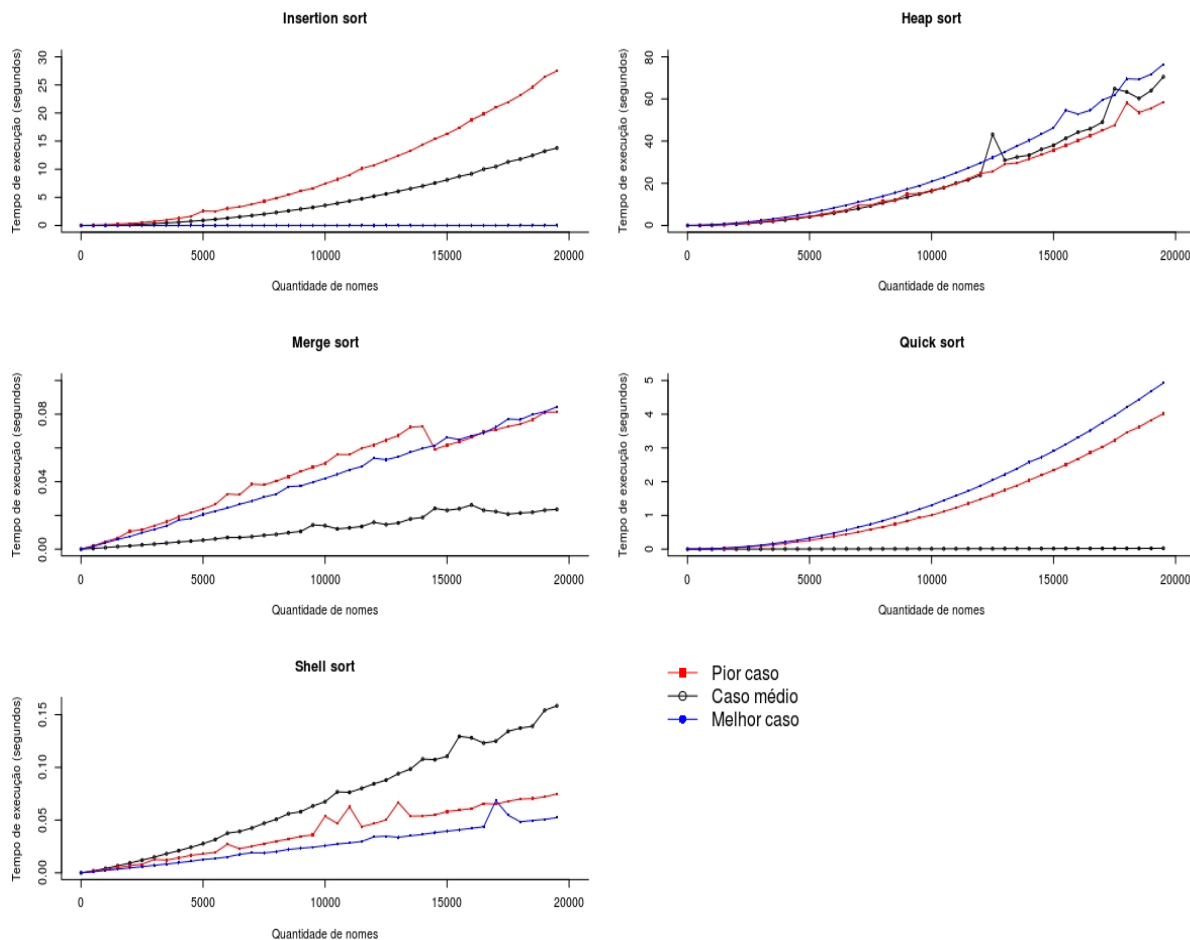 Insertion sort
Tempo de execução (segundos)
0 5 10 15 20 25 30
0 5000 10000 15000 20000
Quantidade de nomes
Heap sort
Tempo de execução (segundos)
0 20 40 60 80
0 5000 10000 15000 20000
Quantidade de nomes
Merge sort
Tempo de execução (segundos)
0.00 0.04 0.08
0 5000 10000 15000 20000
Quantidade de nomes
Quick sort
Tempo de execução (segundos)
0 1 2 3 4 5
0 5000 10000 15000 20000
Quantidade de nomes
Shell sort
Tempo de execução (segundos)
0.00 0.05 0.10 0.15
0 5000 10000 15000 20000
Quantidade de nomes
Pior caso
Caso médio
Melhor caso